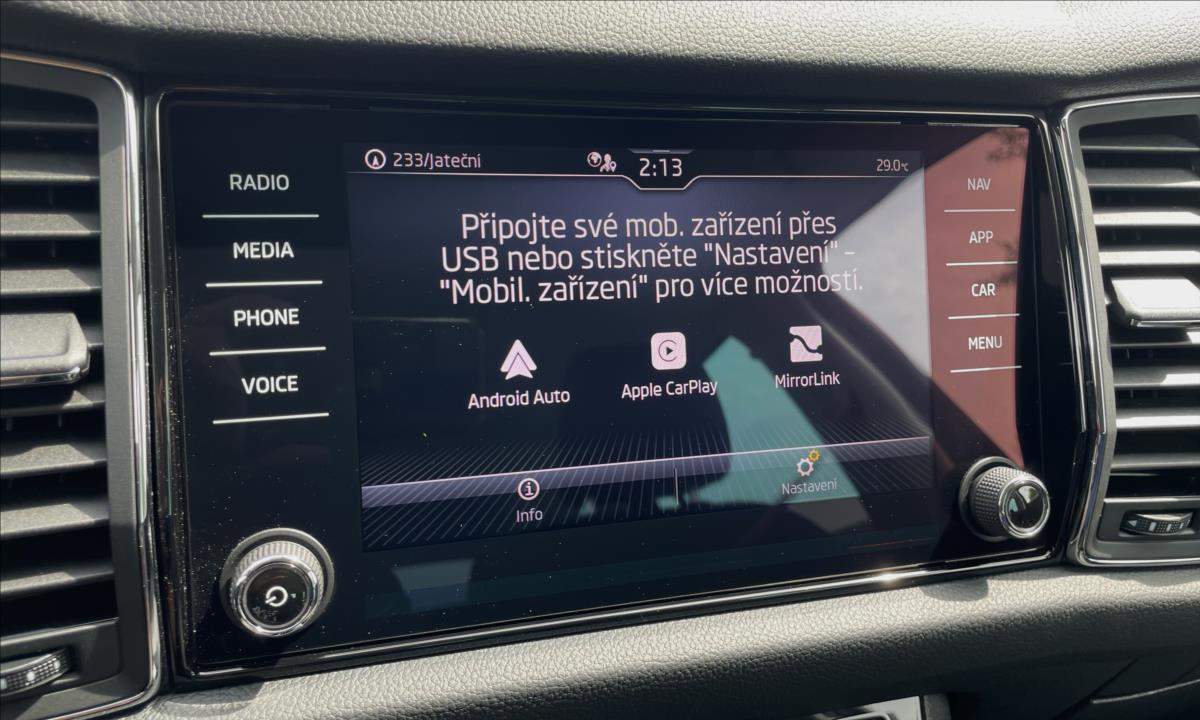 233/Jateční
2:13
29.0°C
RADIO
MEDIA
PHONE
VOICE
Připojte své mob. zařízení přes
USB nebo stiskněte "Nastavení" –
"Mobil. zařízení" pro více možností.
Android Auto
Apple CarPlay
MirrorLink
Info
Nastavení
NAV
APP
CAR
MENU